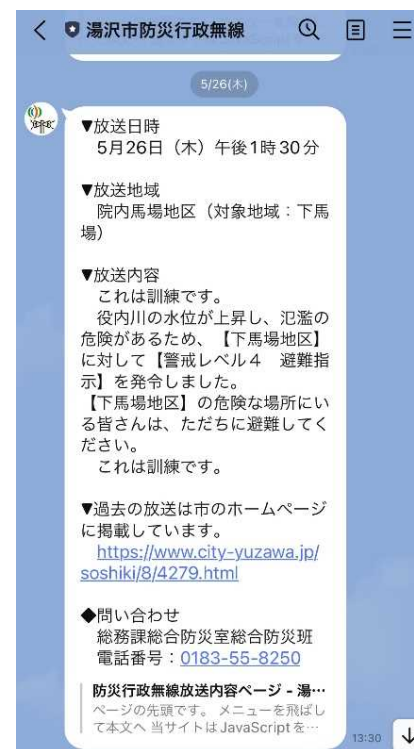 湯沢市防災行政無線
5/26(木)
▼放送日時
5月26日（木）午後1時30分
▼放送地域
院内馬場地区（対象地域：下馬
場）
▼放送内容
これは訓練です。
役内川の水位が上昇し、氾濫の
危険があるため、【下馬場地区】
に対して【警戒レベル４　避難指
示】を発令しました。
【下馬場地区】の危険な場所にい
る皆さんは、ただちに避難してく
ださい。
これは訓練です。
▼過去の放送は市のホームページ
に掲載しています。
https://www.city-yuzawa.jp/
soshiki/8/4279.html
◆問い合わせ
総務課総合防災室総合防災班
電話番号：0183-55-8250
防災行政無線放送内容ページ - 湯…
ページの先頭です。 メニューを飛ばし
て本文へ 当サイトは JavaScript を…
13:30